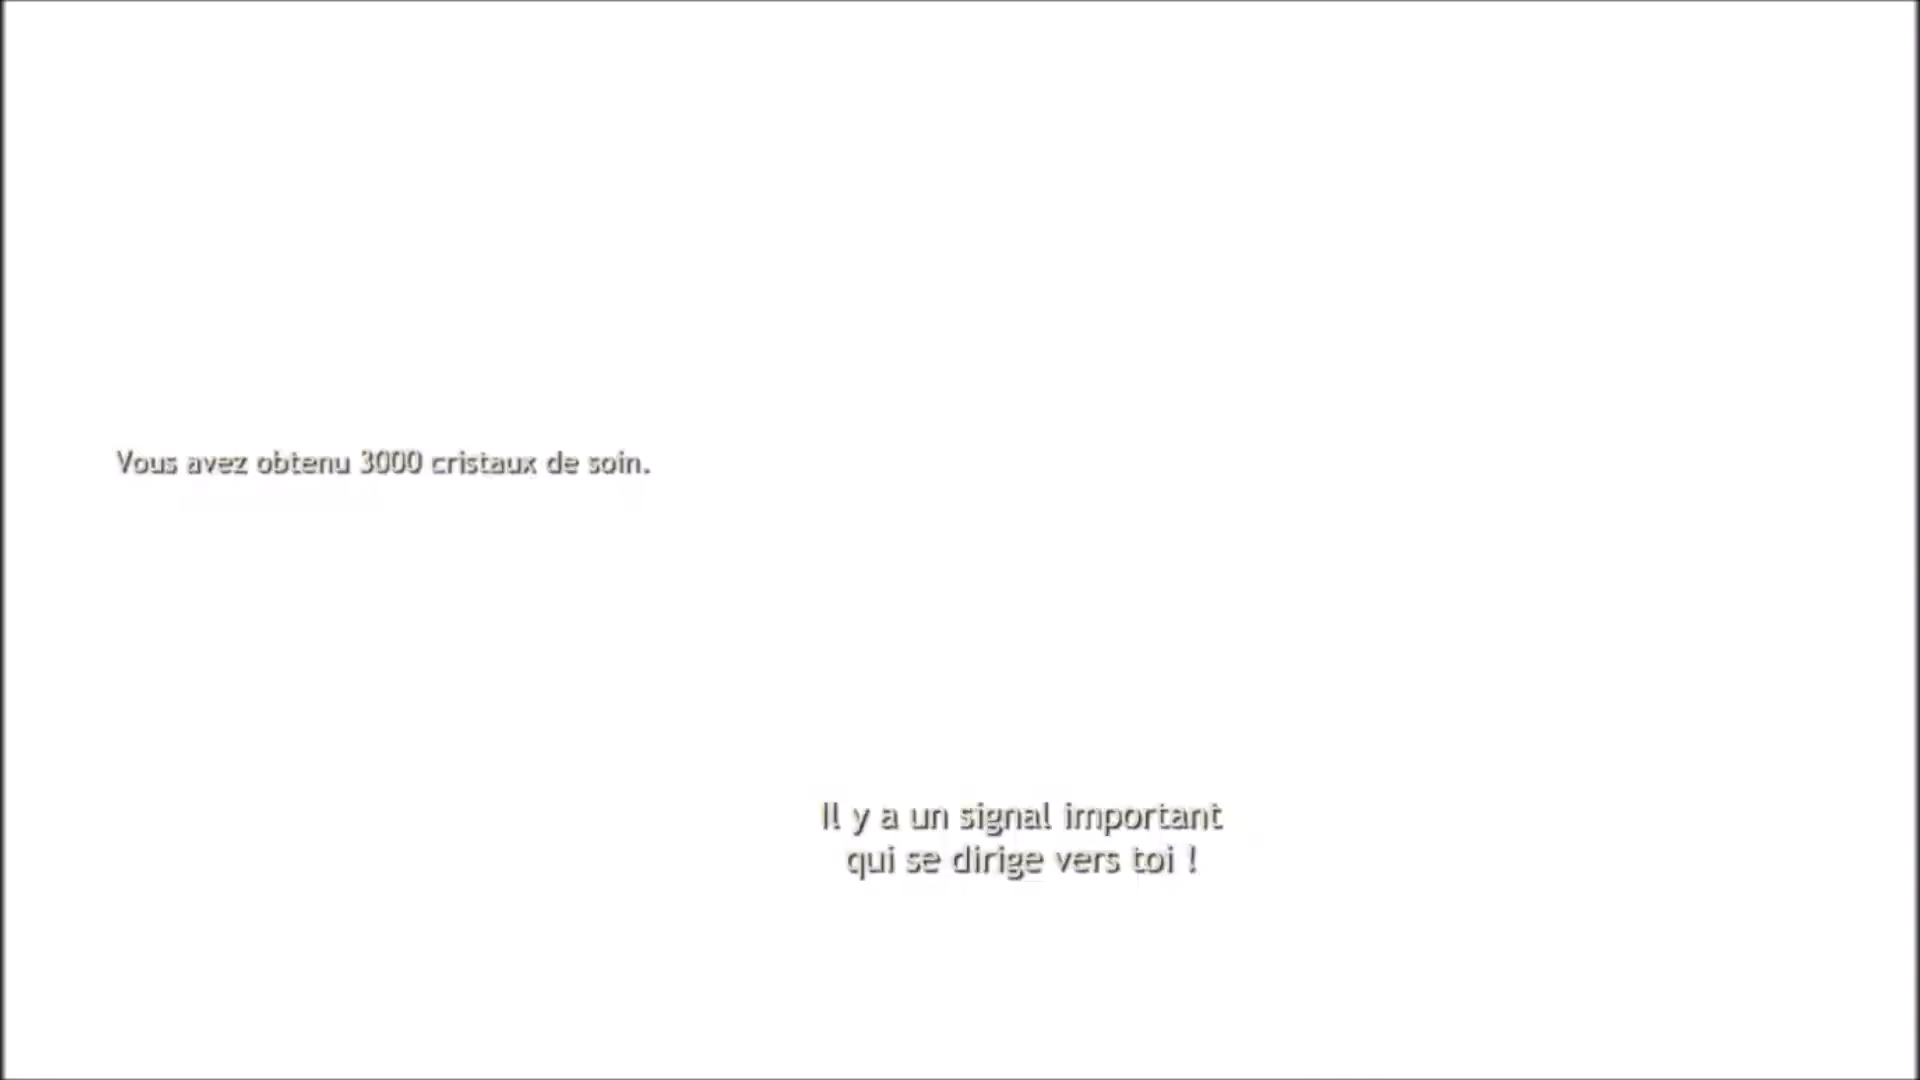 Vous avez obtenu 3000 cristaux de soin.
Il y a un signal important
qui se dirige vers toi !